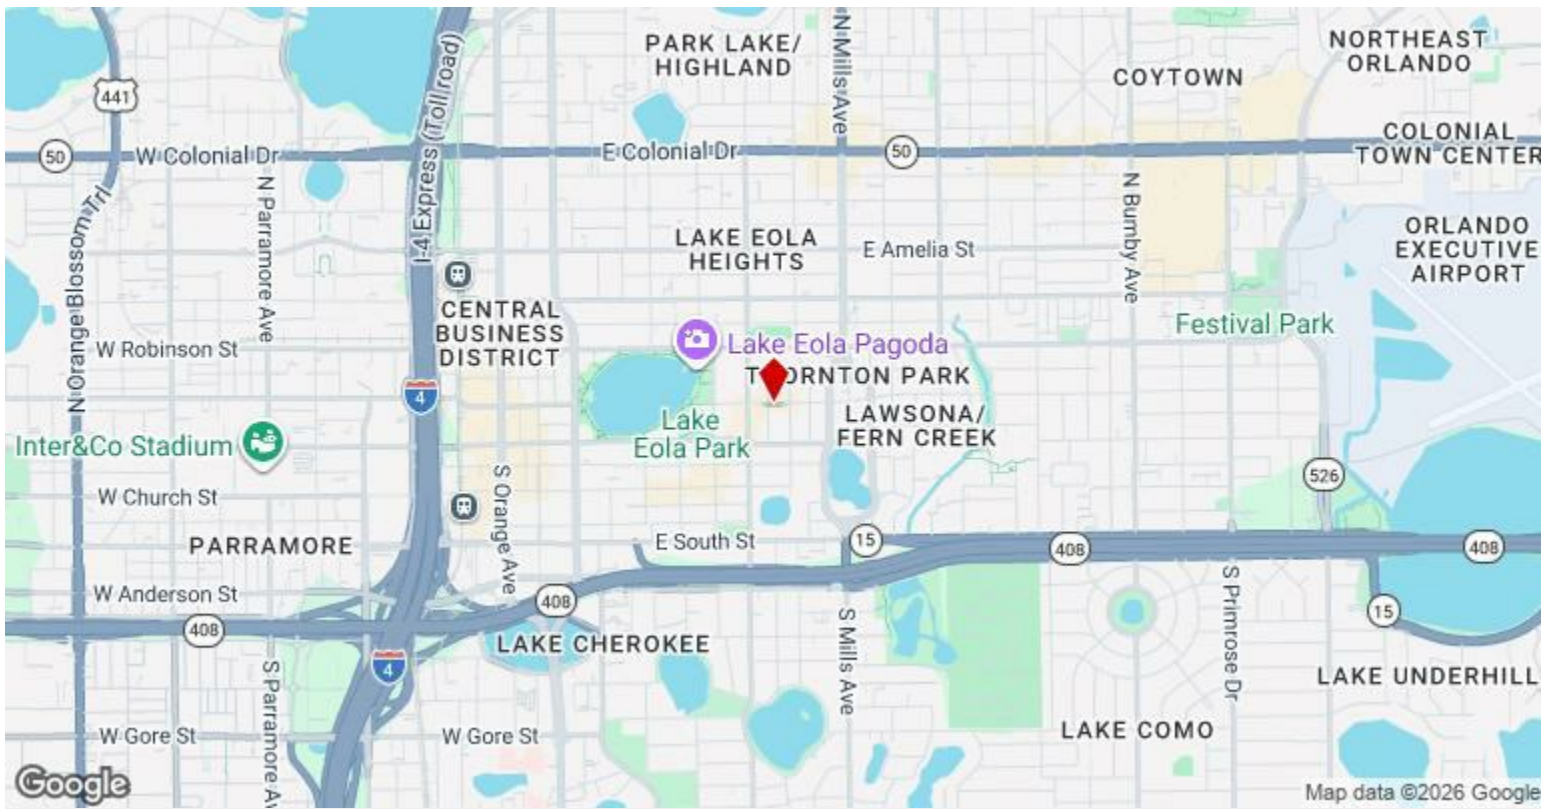 PARK LAKE/
HIGHLAND
N Mills Ave
NORTHEAST
ORLANDO
COYTOWN
441
I-4 Express (Toll road)
COLONIAL
TOWN CENTER
50
W Colonial Dr
E Colonial Dr
50
N Orange Blossom Trl
N Parramore Ave
N Bumby Ave
LAKE EOLA
HEIGHTS
E Amelia St
ORLANDO
EXECUTIVE
AIRPORT
CENTRAL
BUSINESS
DISTRICT
Festival Park
W Robinson St
Lake Eola Pagoda
THORNTON PARK
4
Lake
Eola Park
LAWSONA/
FERN CREEK
Inter&Co Stadium
526
W Church St
S Orange Ave
PARRAMORE
E South St
15
408
408
W Anderson St
408
408
15
S Primrose Dr
LAKE CHEROKEE
4
S Parramore Av
S Mills Ave
LAKE UNDERHILL
W Gore St
W Gore St
LAKE COMO
Google
Map data ©2026 Google